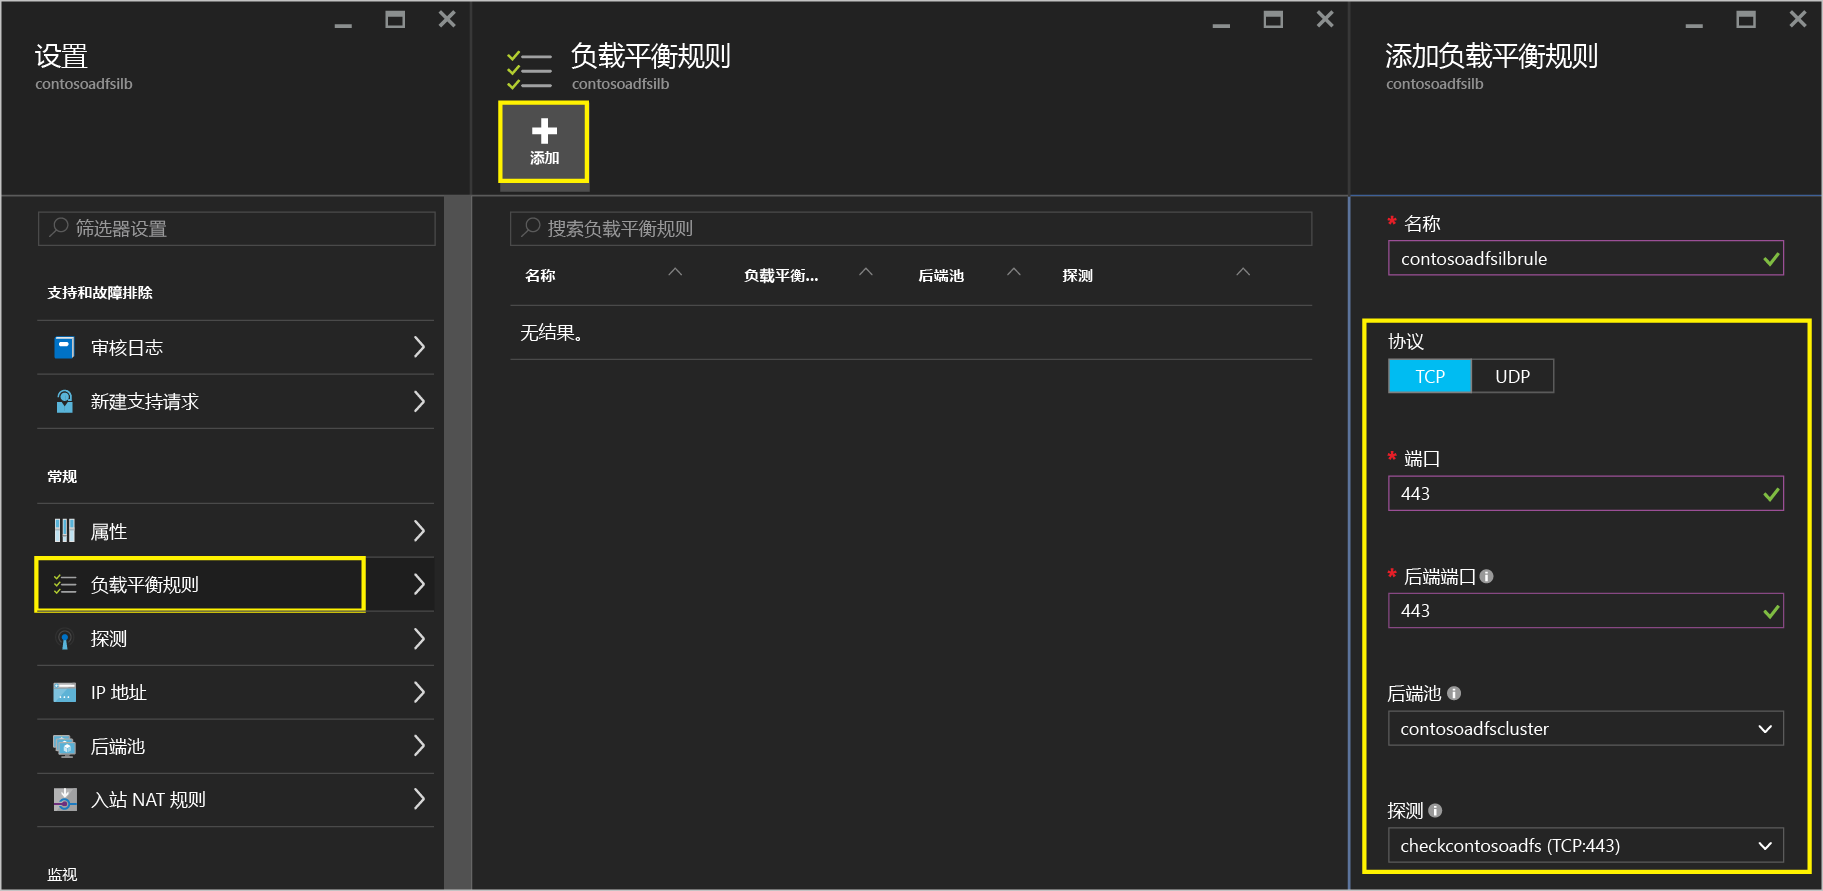 设置
contosoadfsilb
筛选器设置
支持和故障排除
审核日志
新建支持请求
常规
属性
负载平衡规则
探测
IP 地址
后端池
入站 NAT 规则
监视
负载平衡规则
contosoadfsilb
添加
搜索负载平衡规则
名称 负载平衡... 后端池 探测
无结果。
添加负载平衡规则
contosoadfsilb
* 名称
contosoadfsilbrule
协议
TCP UDP
* 端口
443
* 后端端口
443
后端池
contosoadfscluster
探测
checkcontosoadfs (TCP:443)